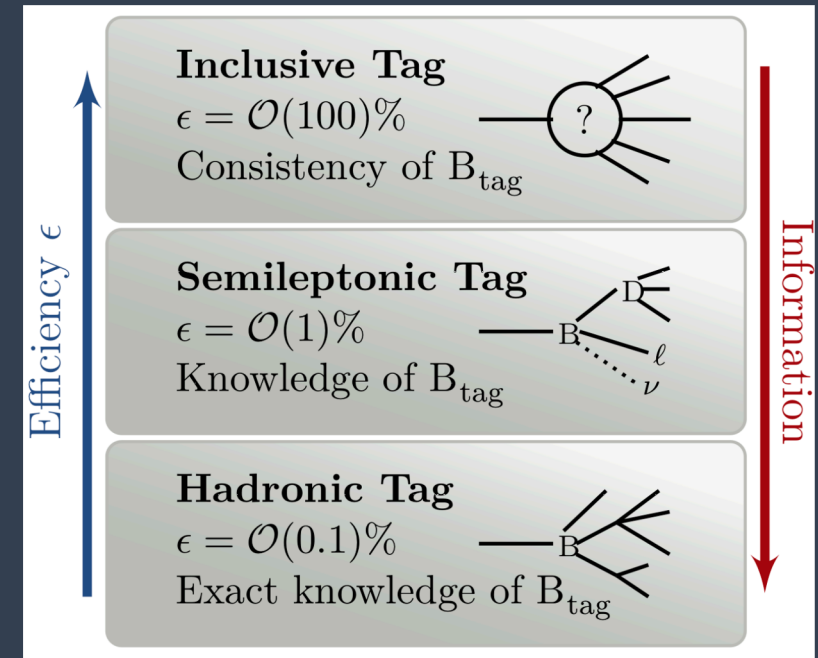 Efficiency ϵ
Inclusive Tag
ϵ = 𝒪(100)%
Consistency of B_tag
?
Semileptonic Tag
ϵ = 𝒪(1)%
Knowledge of B_tag
B
D
ℓ
ν
Hadronic Tag
ϵ = 𝒪(0.1)%
Exact knowledge of B_tag
B
Information